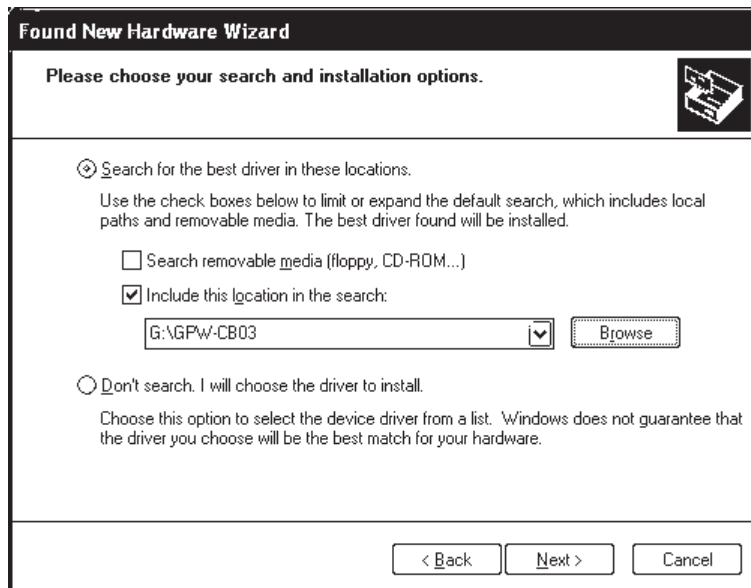 Found New Hardware Wizard
Please choose your search and installation options.
Search for the best driver in these locations.
Use the check boxes below to limit or expand the default search, which includes local
paths and removable media. The best driver found will be installed.
Search removable media (floppy, CD-ROM...)
Include this location in the search:
G:\GPW-CB03
Browse
Don't search. I will choose the driver to install.
Choose this option to select the device driver from a list. Windows does not guarantee that
the driver you choose will be the best match for your hardware.
< Back
Next >
Cancel